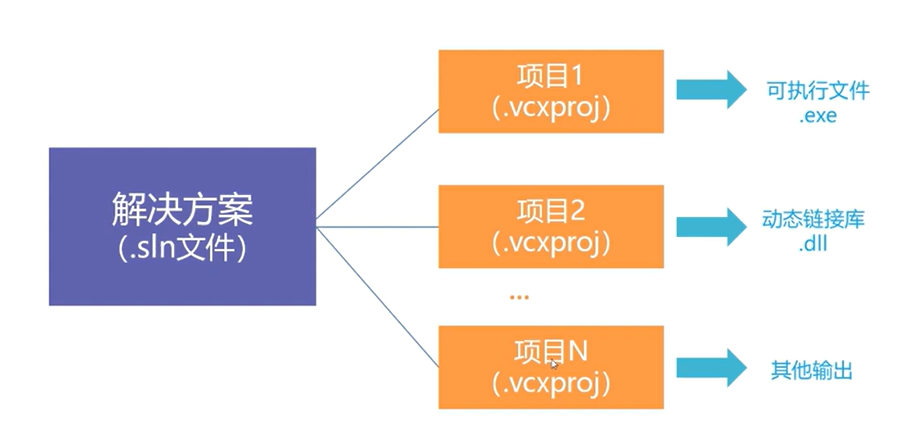 解决方案
（.sln文件）
项目1
（.vcxproj）
可执行文件
.exe
项目2
（.vcxproj）
动态链接库
.dll
...
项目N
（.vcxproj）
其他输出